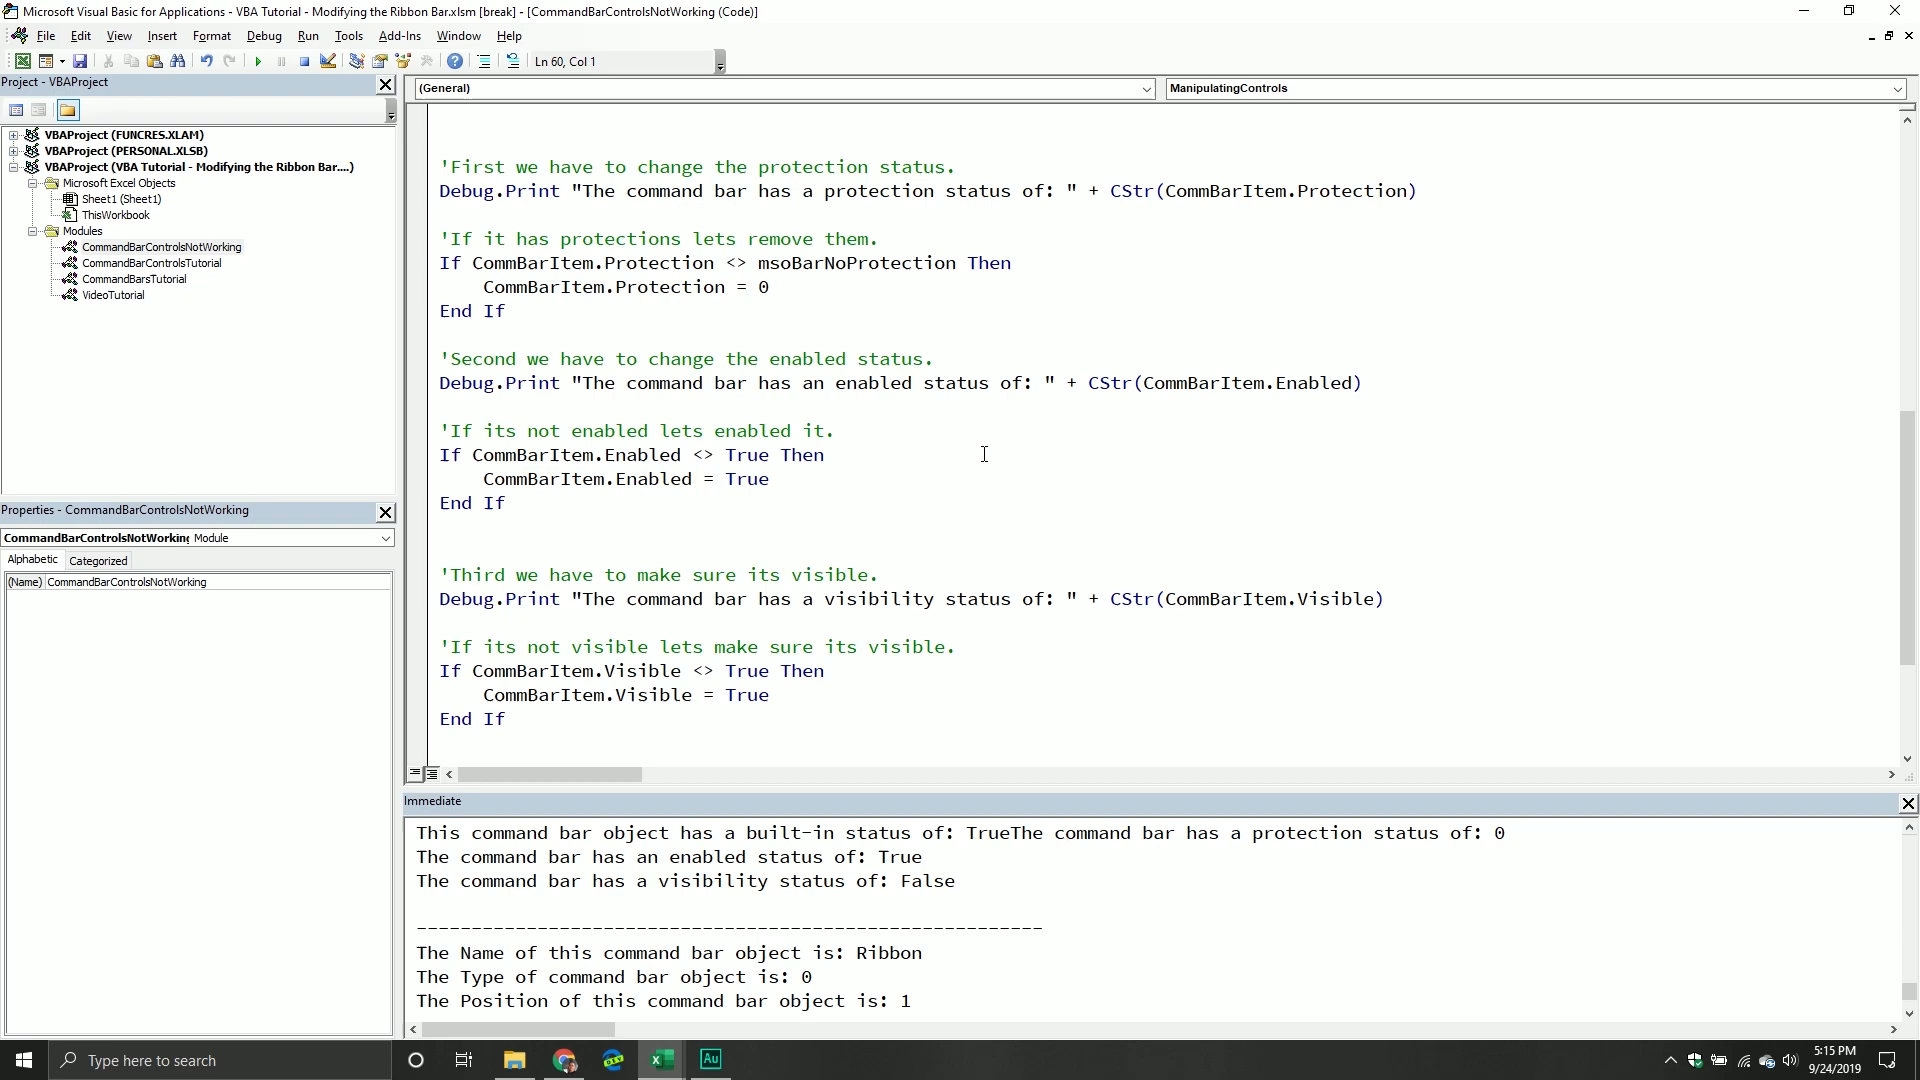 Microsoft Visual Basic for Applications - VBA Tutorial - Modifying the Ribbon Bar.xlsm [break] - [CommandBarControlsNotWorking (Code)]
File Edit View Insert Format Debug Run Tools Add-Ins Window Help
Ln 60, Col 1
Project - VBAProject
(General)
ManipulatingControls
VBAProject (FUNCRES.XLAM)
VBAProject (PERSONAL.XLSB)
VBAProject (VBA Tutorial - Modifying the Ribbon Bar....)
Microsoft Excel Objects
Sheet1 (Sheet1)
ThisWorkbook
Modules
CommandBarControlsNotWorking
CommandBarControlsTutorial
CommandBarsTutorial
VideoTutorial
Properties - CommandBarControlsNotWorking
CommandBarControlsNotWorking Module
Alphabetic Categorized
(Name) CommandBarControlsNotWorking
'First we have to change the protection status.
Debug.Print "The command bar has a protection status of: " + CStr(CommBarItem.Protection)
'If it has protections lets remove them.
If CommBarItem.Protection <> msoBarNoProtection Then
CommBarItem.Protection = 0
End If
'Second we have to change the enabled status.
Debug.Print "The command bar has an enabled status of: " + CStr(CommBarItem.Enabled)
'If its not enabled lets enabled it.
If CommBarItem.Enabled <> True Then
CommBarItem.Enabled = True
End If
'Third we have to make sure its visible.
Debug.Print "The command bar has a visibility status of: " + CStr(CommBarItem.Visible)
'If its not visible lets make sure its visible.
If CommBarItem.Visible <> True Then
CommBarItem.Visible = True
End If
Immediate
This command bar object has a built-in status of: TrueThe command bar has a protection status of: 0
The command bar has an enabled status of: True
The command bar has a visibility status of: False
---------------------------------------------------------
The Name of this command bar object is: Ribbon
The Type of command bar object is: 0
The Position of this command bar object is: 1
Type here to search
DEV
Au
5:15 PM
9/24/2019